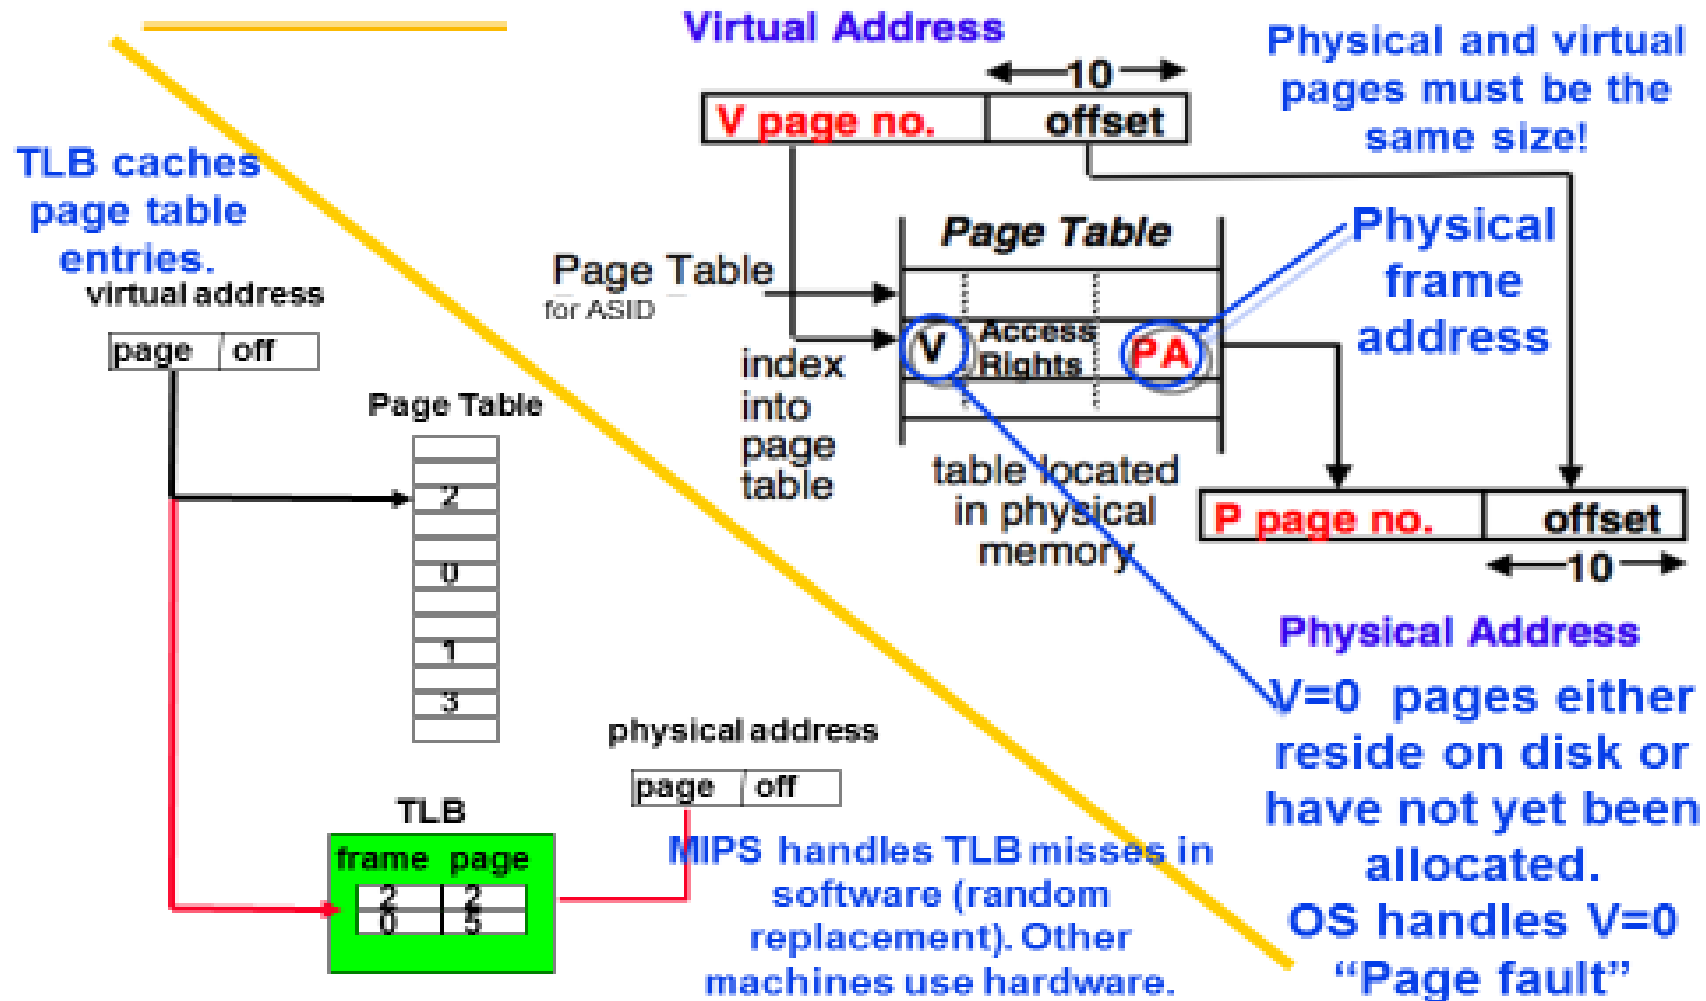 Virtual Address
10
V page no. offset
Physical and virtual
pages must be the
same size!
TLB caches
page table
entries.
virtual address
page off
Page Table
2
0
1
3
TLB
frame page
2 2
0 5
physical address
page off
MIPS handles TLB misses in
software (random
replacement). Other
machines use hardware.
Page Table
for ASID
index
into
page
table
Page Table
V Access Rights PA
table located
in physical
memory
Physical
frame
address
P page no. offset
10
Physical Address
V=0 pages either
reside on disk or
have not yet been
allocated.
OS handles V=0
“Page fault”